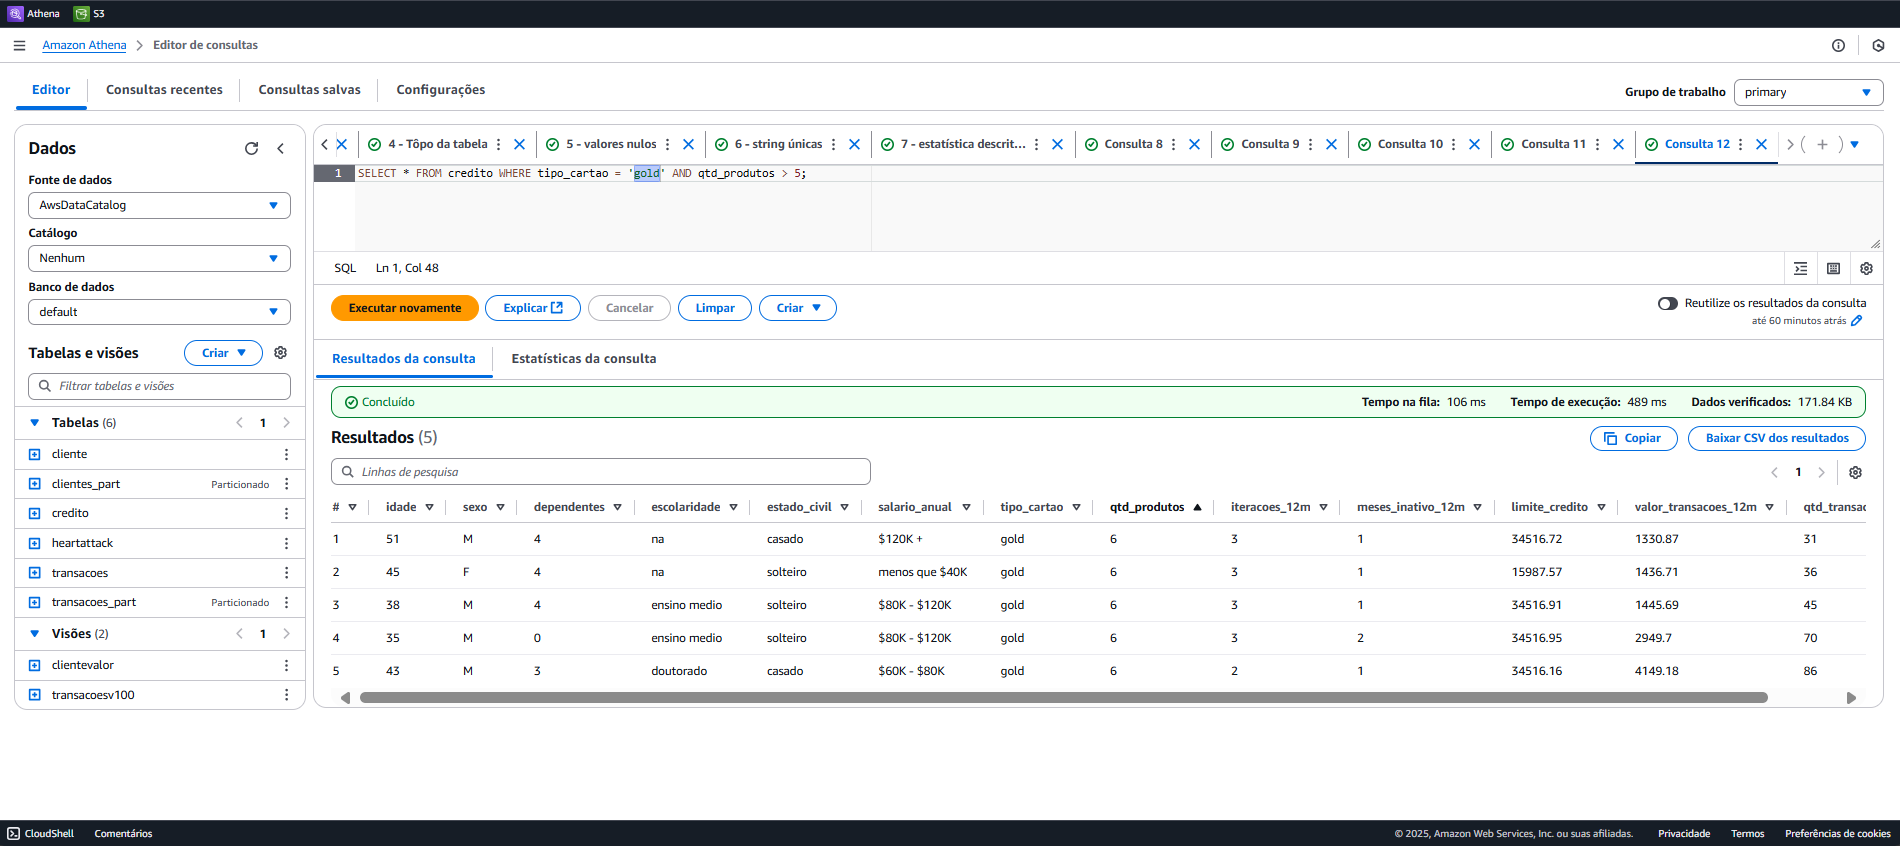 Athena S3
Amazon Athena > Editor de consultas
Editor Consultas recentes Consultas salvas Configurações
Grupo de trabalho primary
Dados
Fonte de dados
AwsDataCatalog
Catálogo
Nenhum
Banco de dados
default
Tabelas e visões Criar
Filtrar tabelas e visões
Tabelas (6) 1
cliente
clientes_part Particionado
credito
heartattack
transacoes
transacoes_part Particionado
Visões (2) 1
clientevalor
transacoesv100
4 - Tôpo da tabela 5 - valores nulos 6 - string únicas 7 - estatística descrit... Consulta 8 Consulta 9 Consulta 10 Consulta 11 Consulta 12
1 SELECT * FROM credito WHERE tipo_cartao = 'gold' AND qtd_produtos > 5;
SQL Ln 1, Col 48
Executar novamente Explicar Cancelar Limpar Criar
Reutilize os resultados da consulta
até 60 minutos atrás
Resultados da consulta Estatísticas da consulta
Concluído Tempo na fila: 106 ms Tempo de execução: 489 ms Dados verificados: 171.84 KB
Resultados (5) Copiar Baixar CSV dos resultados
Linhas de pesquisa 1
# idade sexo dependentes escolaridade estado_civil salario_anual tipo_cartao qtd_produtos iteracoes_12m meses_inativo_12m limite_credito valor_transacoes_12m qtd_transac
1 51 M 4 na casado $120K + gold 6 3 1 34516.72 1330.87 31
2 45 F 4 na solteiro menos que $40K gold 6 3 1 15987.57 1436.71 36
3 38 M 4 ensino medio solteiro $80K - $120K gold 6 3 1 34516.91 1445.69 45
4 35 M 0 ensino medio solteiro $80K - $120K gold 6 3 2 34516.95 2949.7 70
5 43 M 3 doutorado casado $60K - $80K gold 6 2 1 34516.16 4149.18 86
CloudShell Comentários © 2025, Amazon Web Services, Inc. ou suas afiliadas. Privacidade Termos Preferências de cookies